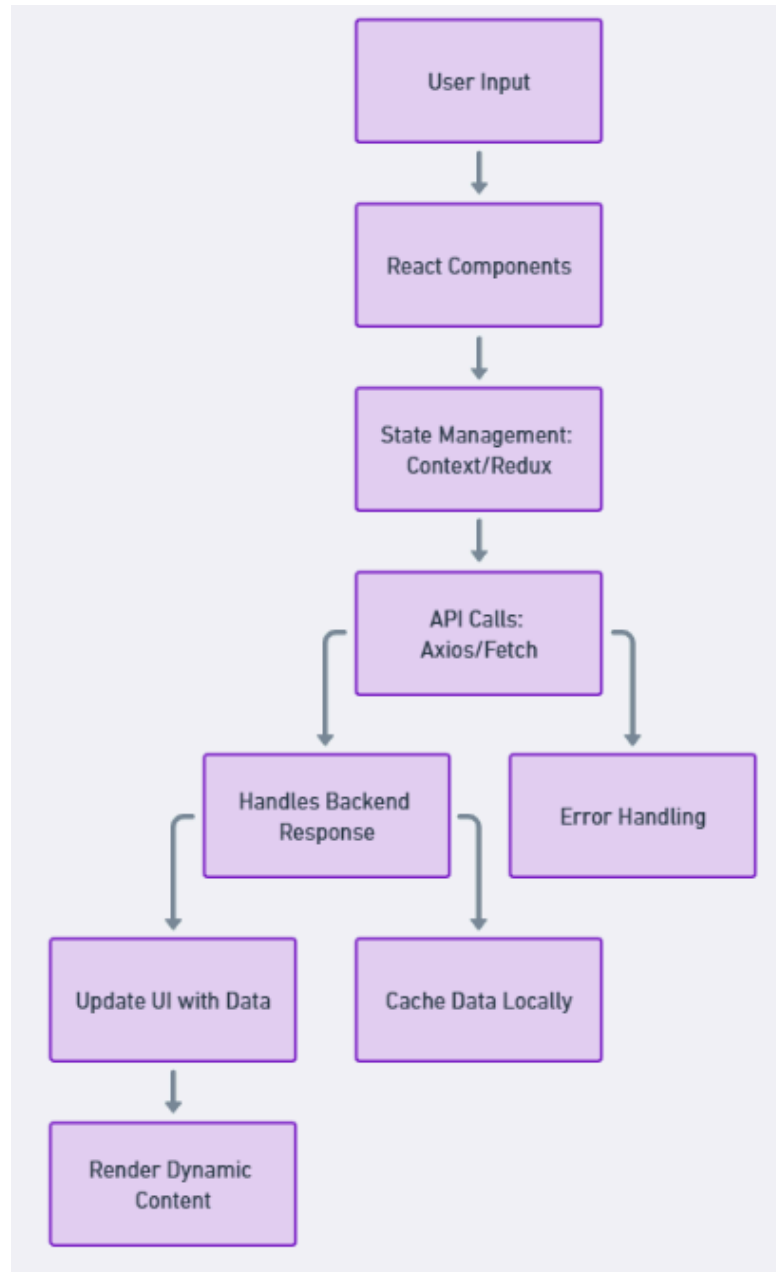 User Input
React Components
State Management:
Context/Redux
API Calls:
Axios/Fetch
Handles Backend
Response
Error Handling
Update UI with Data
Cache Data Locally
Render Dynamic
Content